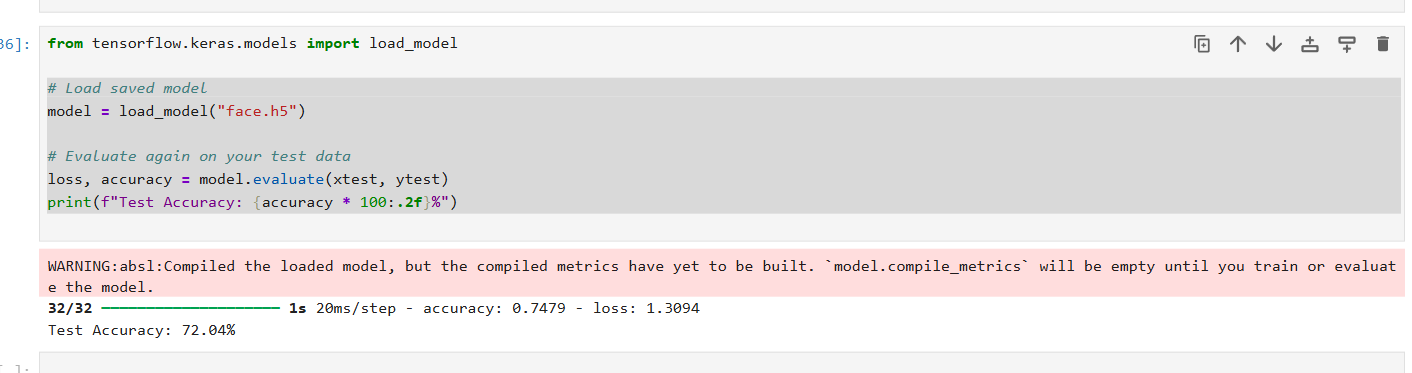 36]:
from tensorflow.keras.models import load_model
# Load saved model
model = load_model("face.h5")
# Evaluate again on your test data
loss, accuracy = model.evaluate(xtest, ytest)
print(f"Test Accuracy: {accuracy * 100:.2f}%")
WARNING:absl:Compiled the loaded model, but the compiled metrics have yet to be built. `model.compile_metrics` will be empty until you train or evaluat
e the model.
32/32 ━━━━━━━━━━━━━━━━━━━━ 1s 20ms/step - accuracy: 0.7479 - loss: 1.3094
Test Accuracy: 72.04%
[ ]: